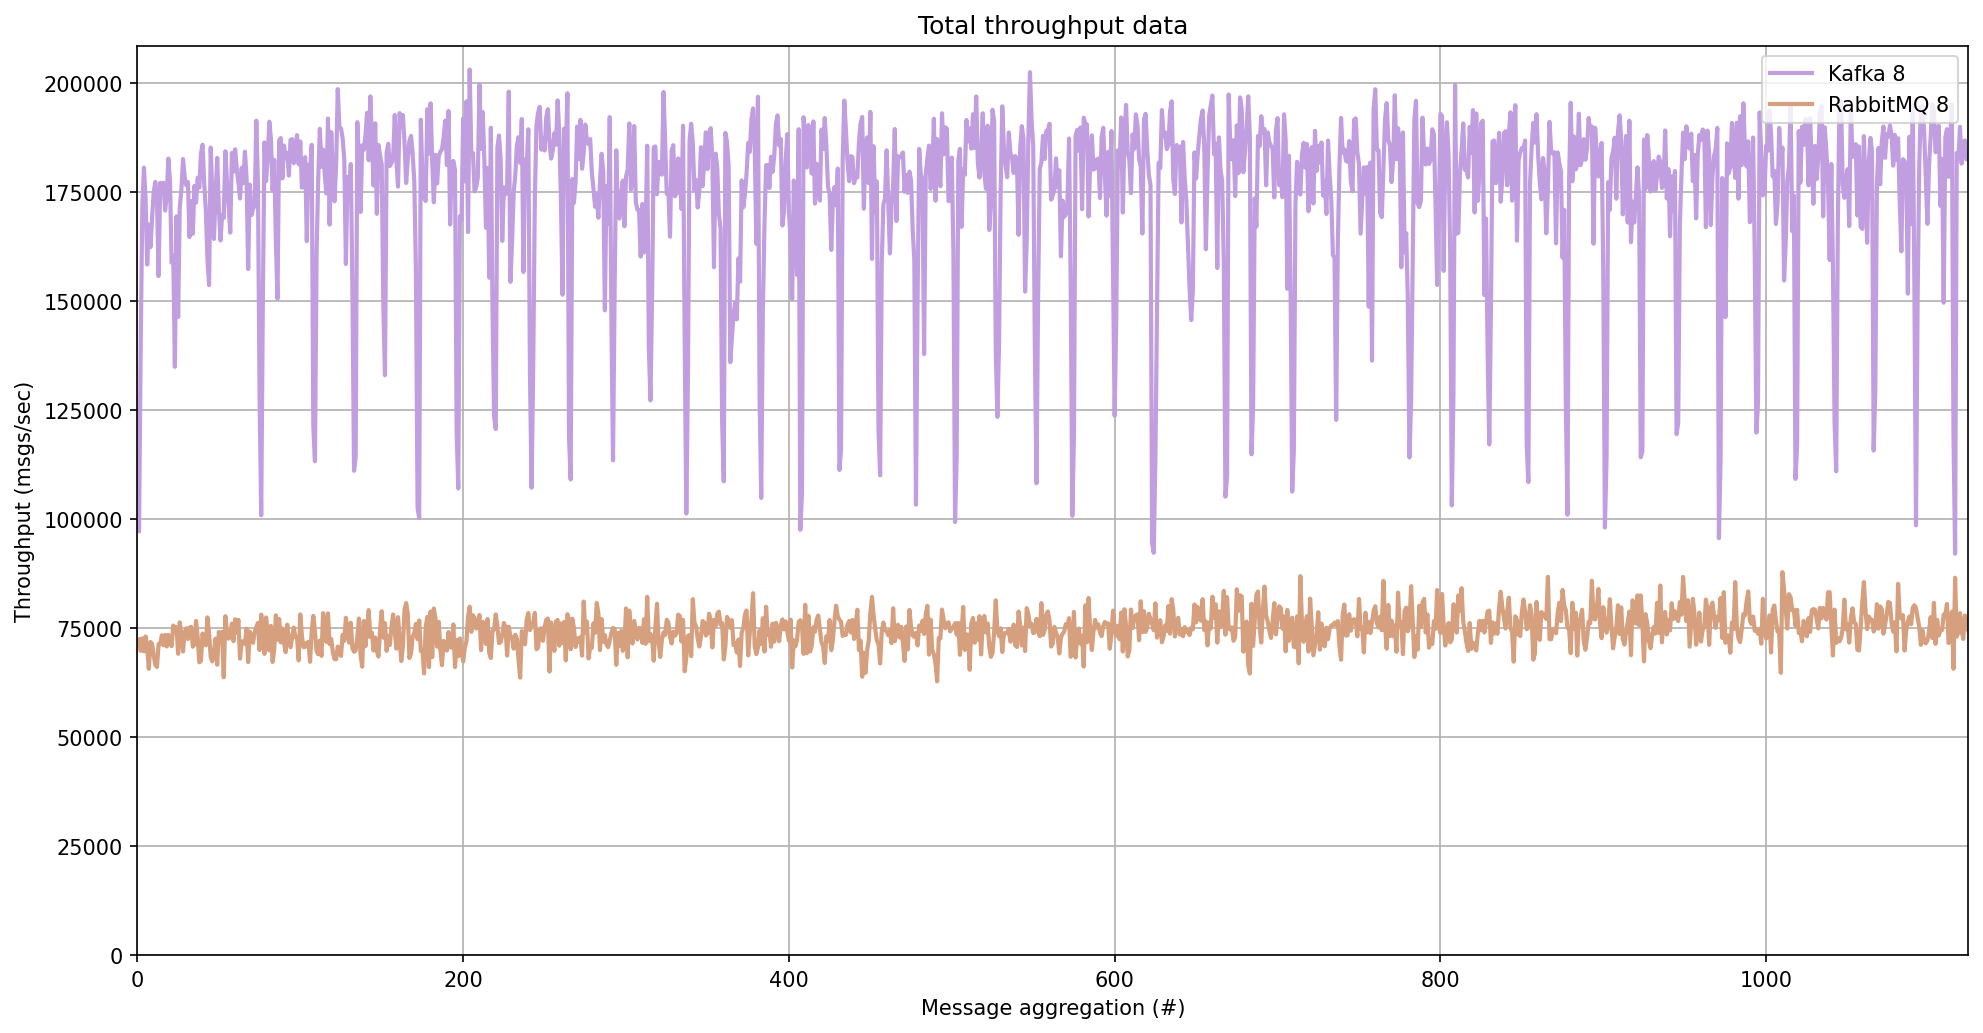 Total throughput data
Kafka 8
RabbitMQ 8
Throughput (msgs/sec)
200000
175000
150000
125000
100000
75000
50000
25000
0
0 200 400 600 800 1000
Message aggregation (#)